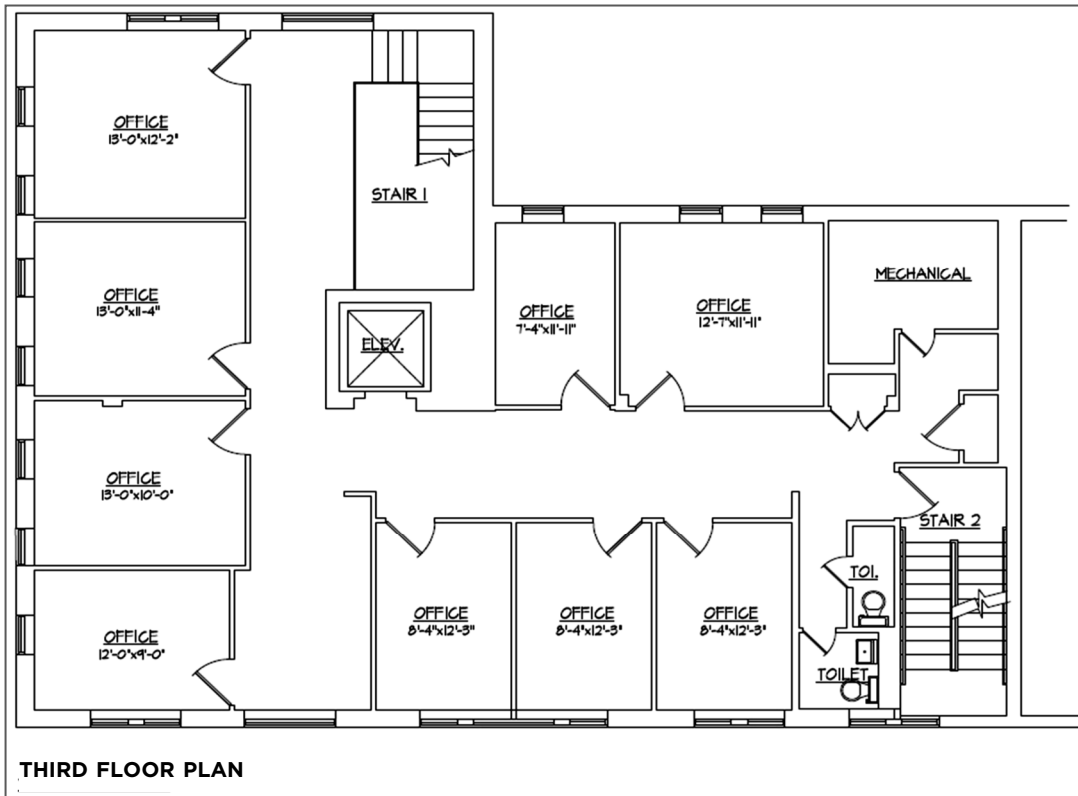 OFFICE
13'-0"x12'-2"
STAIR 1
OFFICE
13'-0"x11-4"
ELEV.
OFFICE
7'-4"x11'-11"
OFFICE
12'-7"x11'-11"
MECHANICAL
OFFICE
13'-0"x10'-0"
OFFICE
12'-0"x9'-0"
OFFICE
8'-4"x12'-3"
OFFICE
8'-4"x12'-3"
OFFICE
8'-4"x12'-3"
STAIR 2
TOI.
TOILET
THIRD FLOOR PLAN